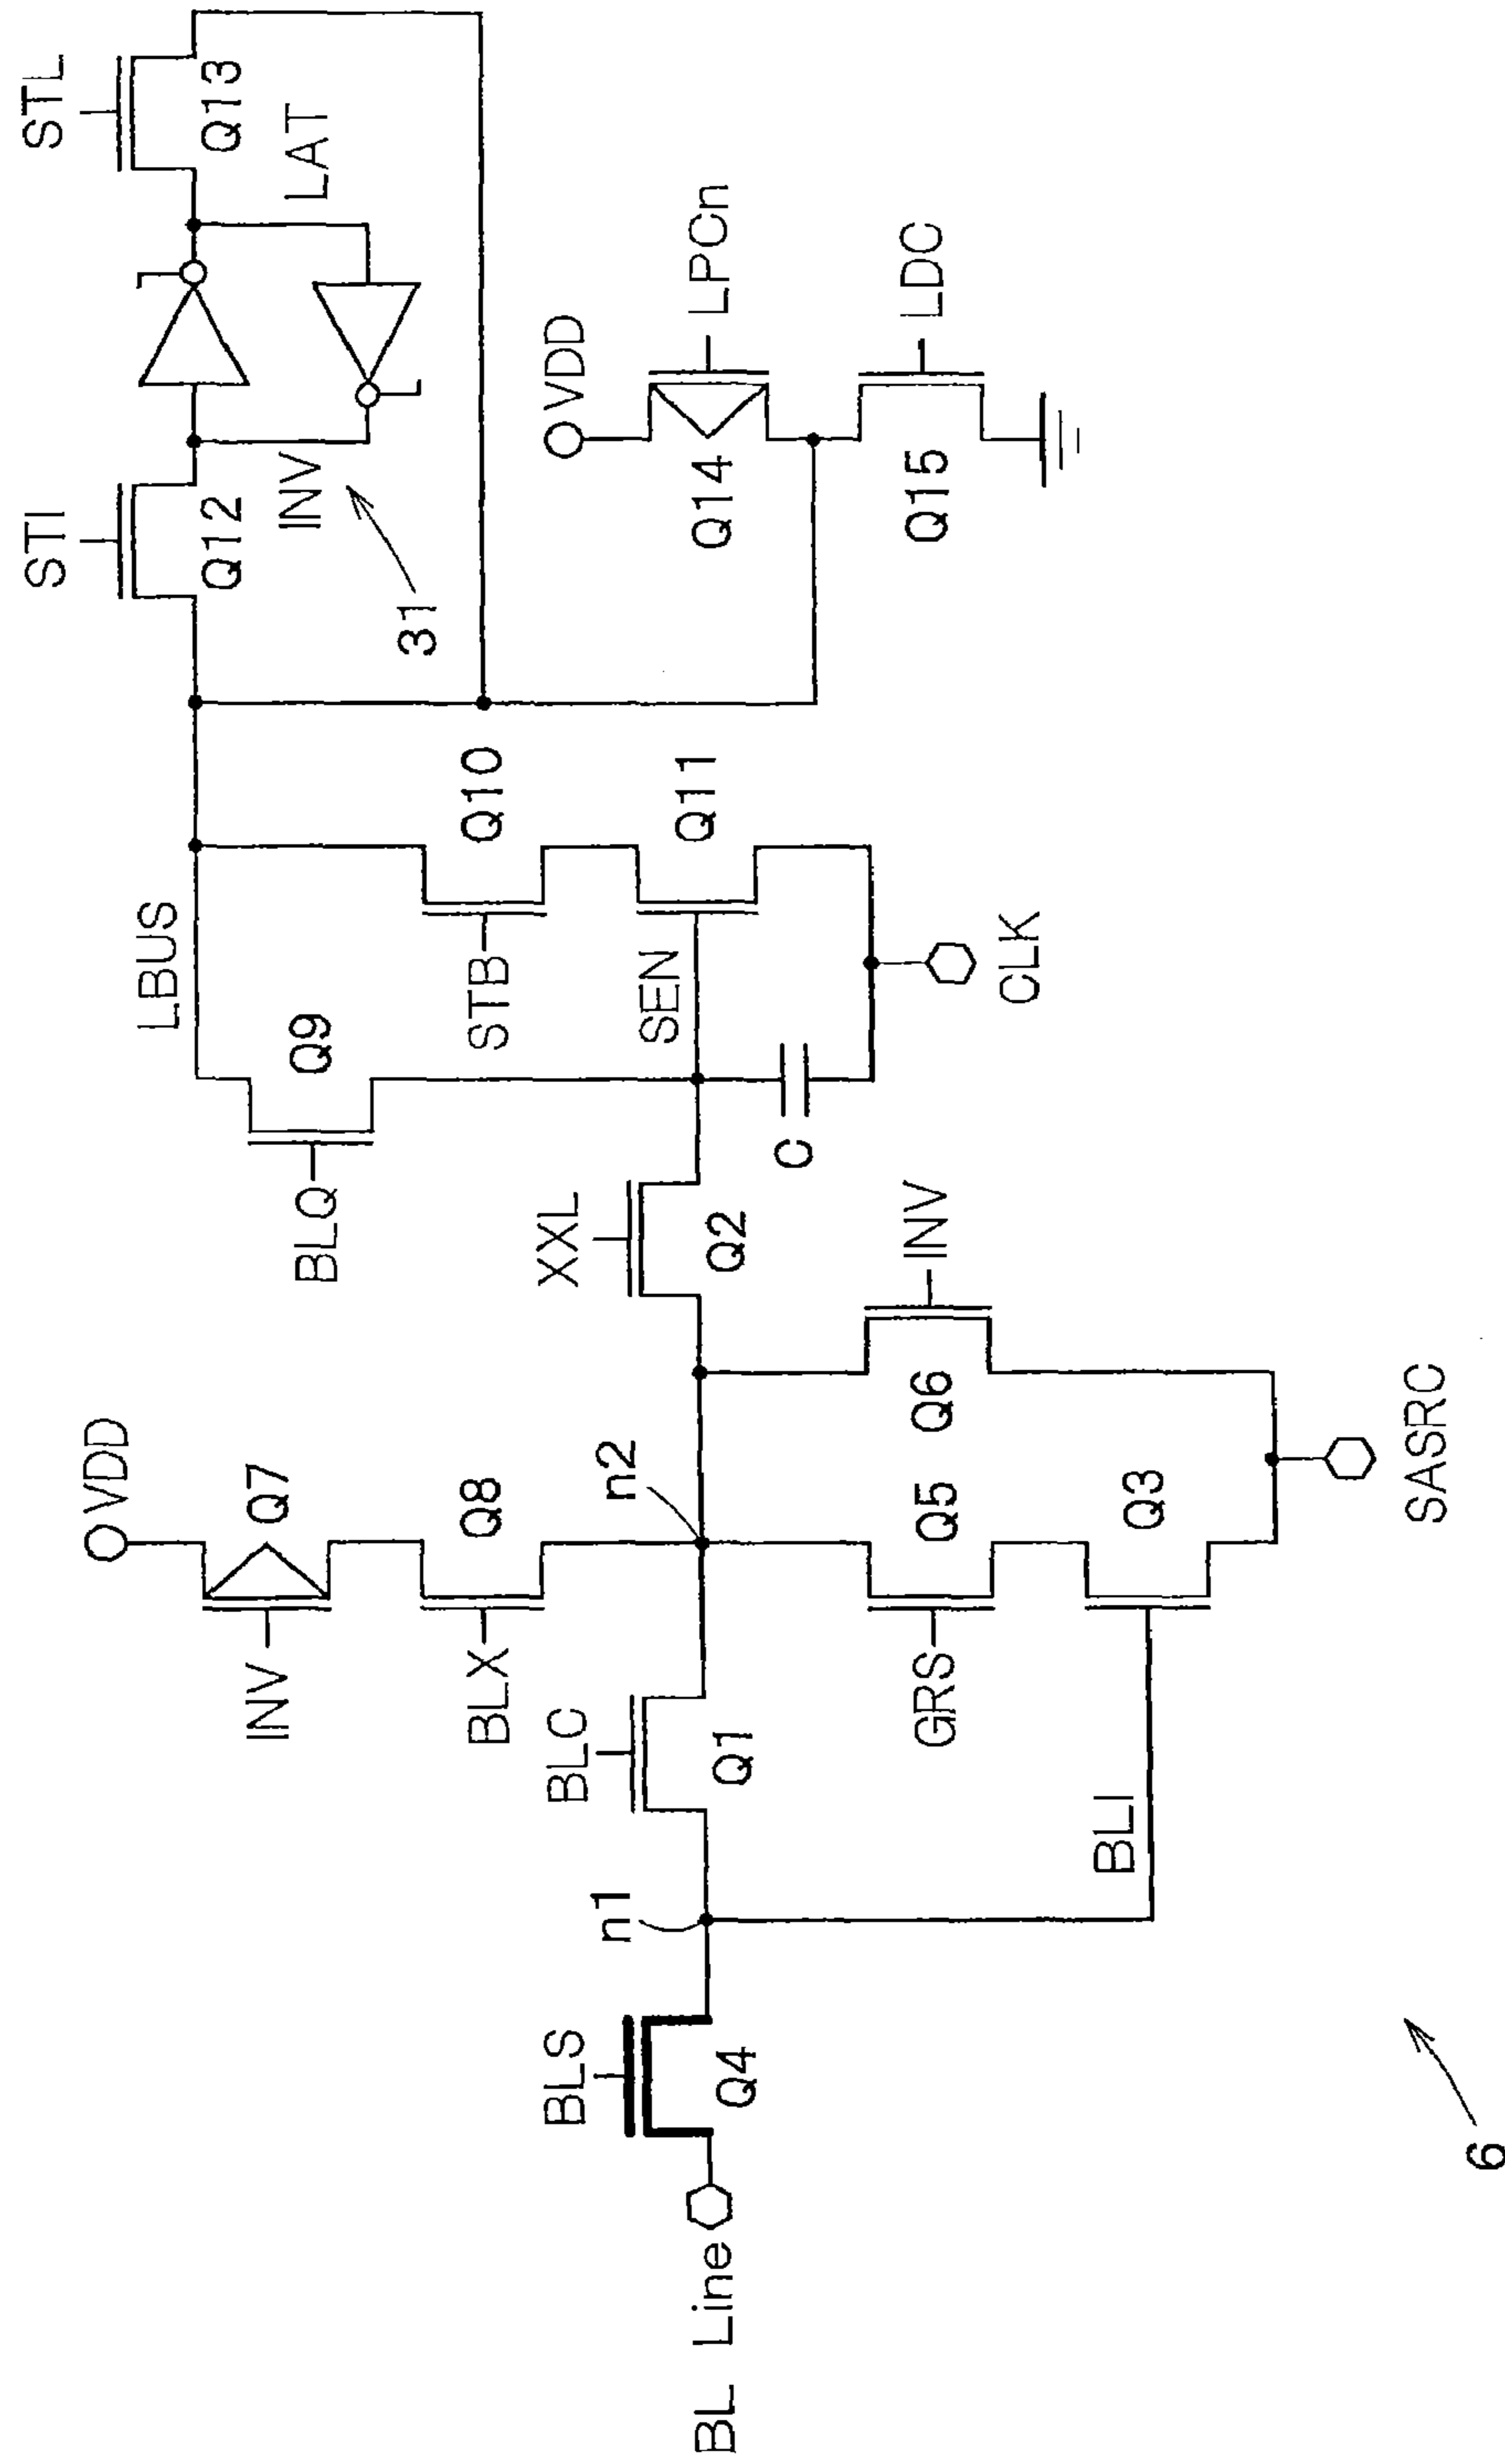 STI
STL
Q12
Q13
INV
LAT
31
VDD
LBUS
INV
Q7
BLQ
Q9
VDD
BLX
Q8
STB
Q10
Q14
LPCn
BLS
BLC
n2
XXL
SEN
Q11
n1
BL Line
Q4
Q1
Q2
C
GRS
Q5
Q6
INV
Q15
LDC
CLK
BLI
Q3
SASRC
6